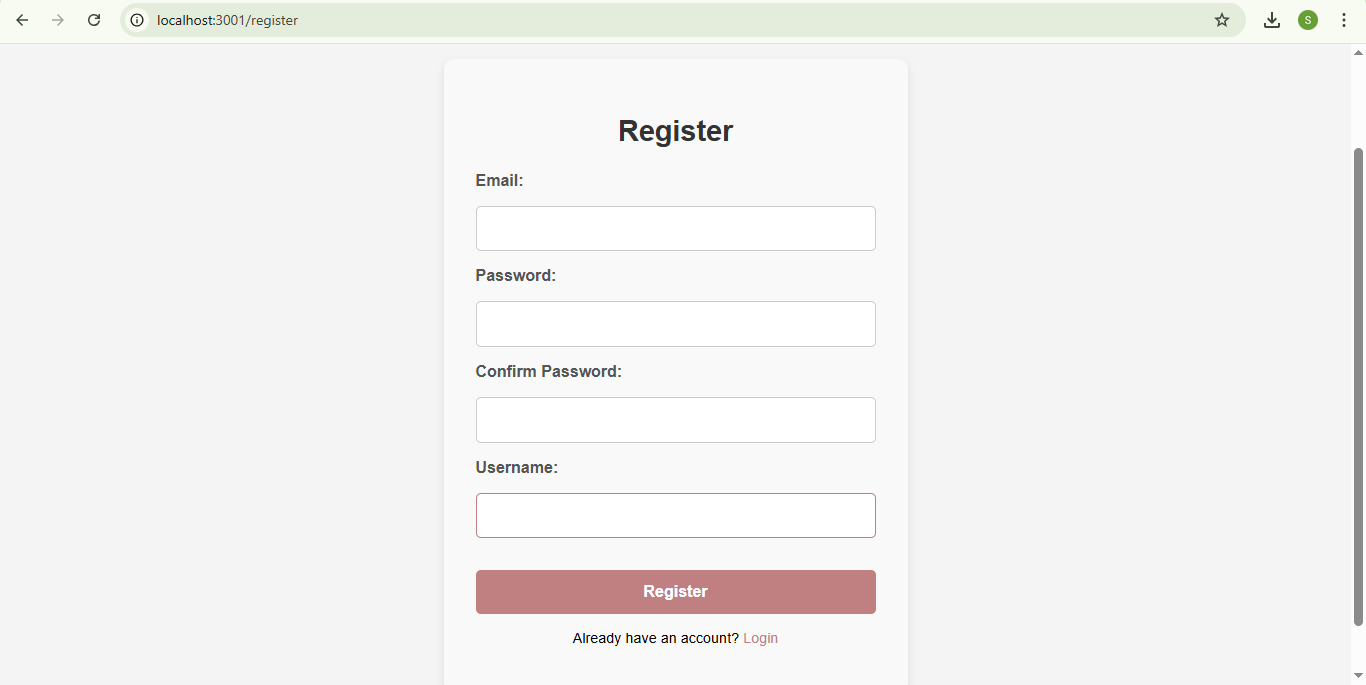 localhost:3001/register
S
Register
Email:
Password:
Confirm Password:
Username:
Register
Already have an account? Login